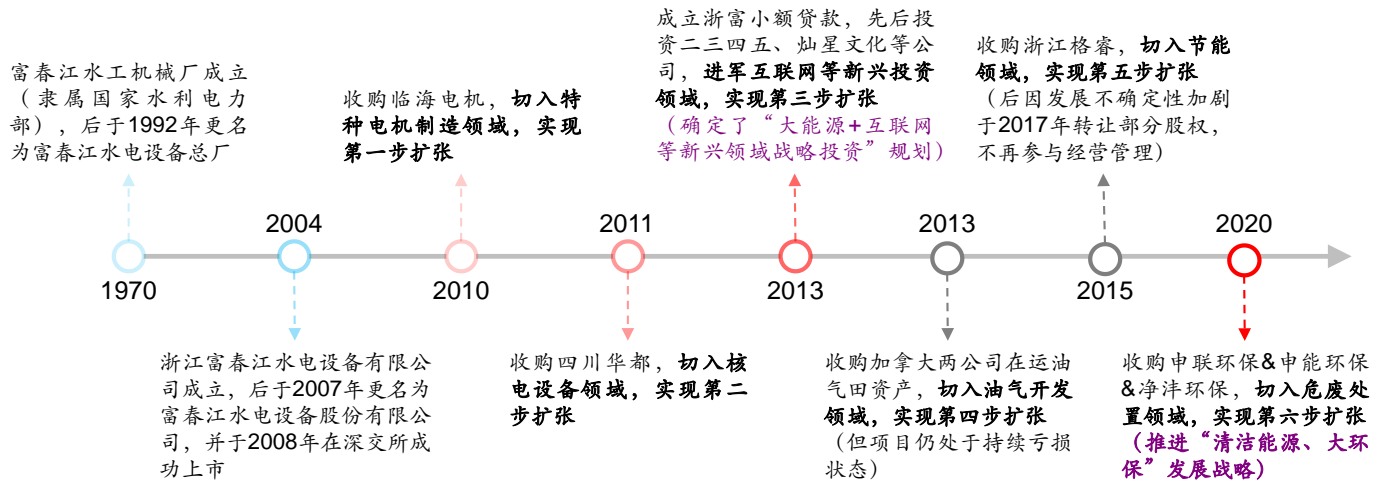 富春江水工机械厂成立
（隶属国家水利电力
部），后于1992年更名
为富春江水电设备总厂
1970
2004
浙江富春江水电设备有限公
司成立，后于2007年更名为
富春江水电设备股份有限公
司，并于2008年在深交所成
功上市
收购临海电机，切入特
种电机制造领域，实现
第一步扩张
2010
2011
收购四川华都，切入核
电设备领域，实现第二
步扩张
成立浙富小额贷款，先后投
资二三四五、灿星文化等公
司，进军互联网等新兴投资
领域，实现第三步扩张
（确定了“大能源+互联网
等新兴领域战略投资”规划）
2013
2013
收购加拿大两公司在运油
气田资产，切入油气开发
领域，实现第四步扩张
（但项目仍处于持续亏损
状态）
收购浙江格睿，切入节能
领域，实现第五步扩张
（后因发展不确定性加剧
于2017年转让部分股权，
不再参与经营管理）
2015
2020
收购申联环保&申能环保
&净沣环保，切入危废处
置领域，实现第六步扩张
（推进“清洁能源、大环
保”发展战略）